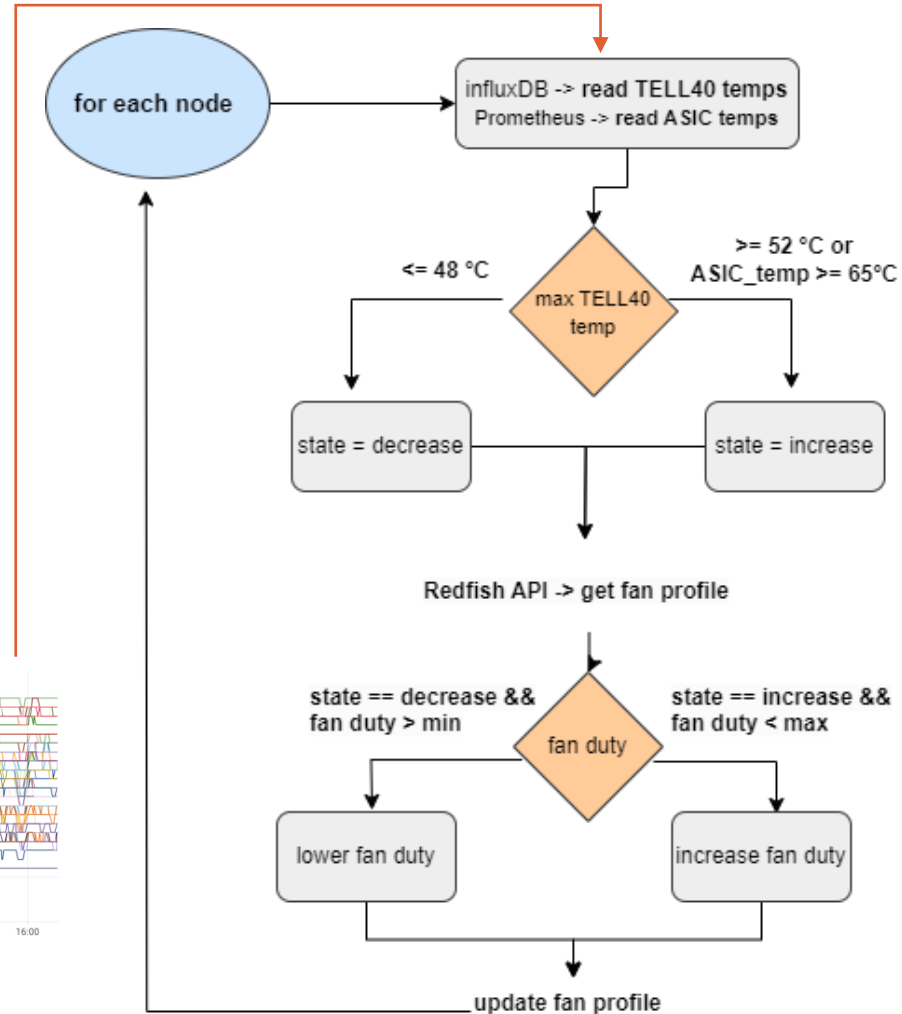 for each node
influxDB -> read TELL40 temps
Prometheus -> read ASIC temps
<= 48 °C
>= 52 °C or
ASIC_temp >= 65°C
max TELL40
temp
state = decrease
state = increase
Redfish API -> get fan profile
state == decrease &&
fan duty > min
state == increase &&
fan duty < max
fan duty
lower fan duty
increase fan duty
16:00
update fan profile